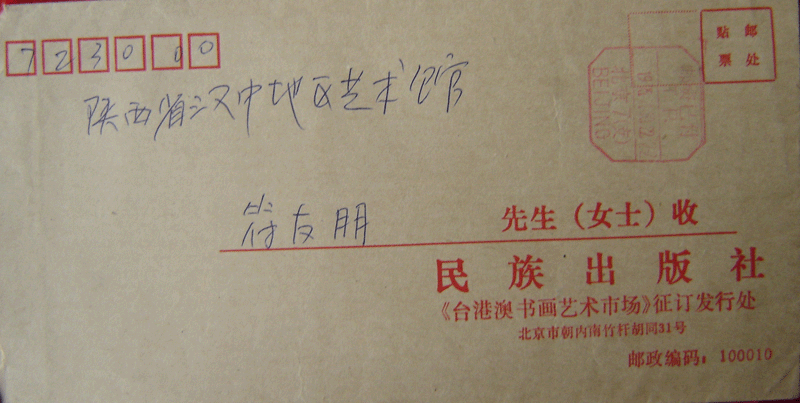 723000
贴邮
票处
BEIJING
陕西省汉中地区艺术馆
符友朋
先生（女士）收
民族出版社
《台港澳书画艺术市场》征订发行处
北京市朝内南竹杆胡同31号
邮政编码：100010